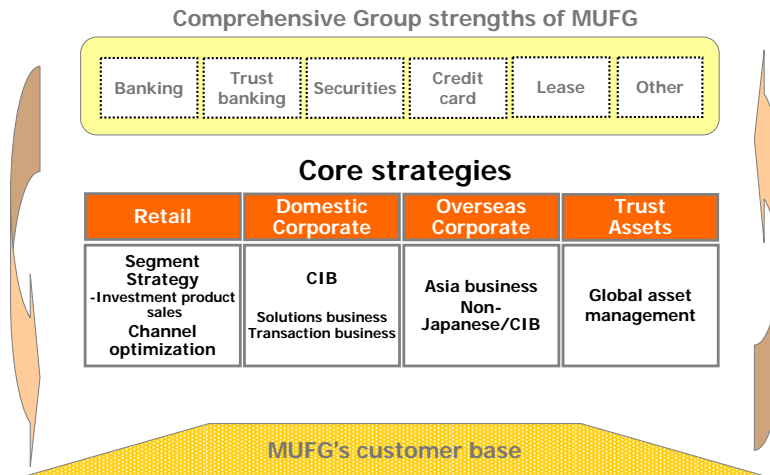 Comprehensive Group strengths of MUFG
Banking
Trust
banking
Securities
Credit
card
Lease
Other
Core strategies
Retail
Domestic
Corporate
Overseas
Corporate
Trust
Assets
Segment
Strategy
-Investment product
sales
Channel
optimization
CIB
Solutions business
Transaction business
Asia business
Non-
Japanese/CIB
Global asset
management
MUFG's customer base